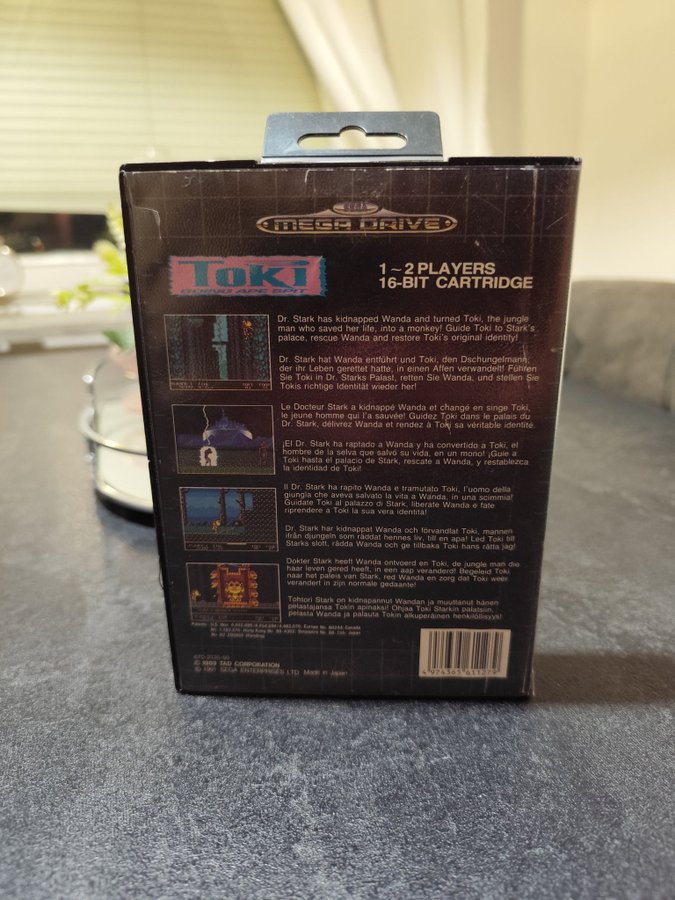 SEGA
MEGA DRIVE
TOKI
GOING APE SPIT
1~2 PLAYERS
16-BIT CARTRIDGE
Dr. Stark has kidnapped Wanda and turned Toki, the jungle
man who saved her life, into a monkey! Guide Toki to Stark's
palace, rescue Wanda and restore Toki's original identity!
Dr. Stark hat Wanda entführt und Toki, den Dschungelmann,
der ihr Leben gerettet hatte, in einen Affen verwandelt! Führen
Sie Toki in Dr. Starks Palast, retten Sie Wanda, und stellen Sie
Tokis richtige Identität wieder her!
Le Docteur Stark a kidnappé Wanda et changé en singe Toki,
le jeune homme qui l'a sauvée! Guidez Toki dans le palais du
Dr. Stark, délivrez Wanda et rendez à Toki sa véritable identité.
¡El Dr. Stark ha raptado a Wanda y ha convertido a Toki, el
hombre de la selva que salvó su vida, en un mono! ¡Guie a
Toki hasta el palacio de Stark, rescate a Wanda, y restablezca
la identidad de Toki!
Il Dr. Stark ha rapito Wanda e tramutato Toki, l'uomo della
giungla che aveva salvato la vita a Wanda, in una scimmia!
Guidate Toki al palazzo di Stark, liberate Wanda e fate
riprendere a Toki la sua vera identità!
Dr. Stark har kidnappat Wanda och förvandlat Toki, mannen
ifrån djungeln som räddat hennes liv, till en apa! Led Toki till
Starks slott, rädda Wanda och ge tillbaka Toki hans rätta jag!
Dokter Stark heeft Wanda ontvoerd en Toki, de jungle man die
haar leven gered heeft, in een aap veranderd! Begeleid Toki
naar het paleis van Stark, red Wanda en zorg dat Toki weer
verandert in zijn normale gedaante!
Tohtori Stark on kidnapannut Wandan ja muuttanut hänen
pelastajansa Tokin apinaksi! Ohjaa Toki Starkin palatsiin,
pelasta Wanda ja palauta Tokin alkuperäinen henkilöllisyys!
© 1989 TAD CORPORATION
© 1991 SEGA ENTERPRISES LTD. Made in Japan
4 974365 611279